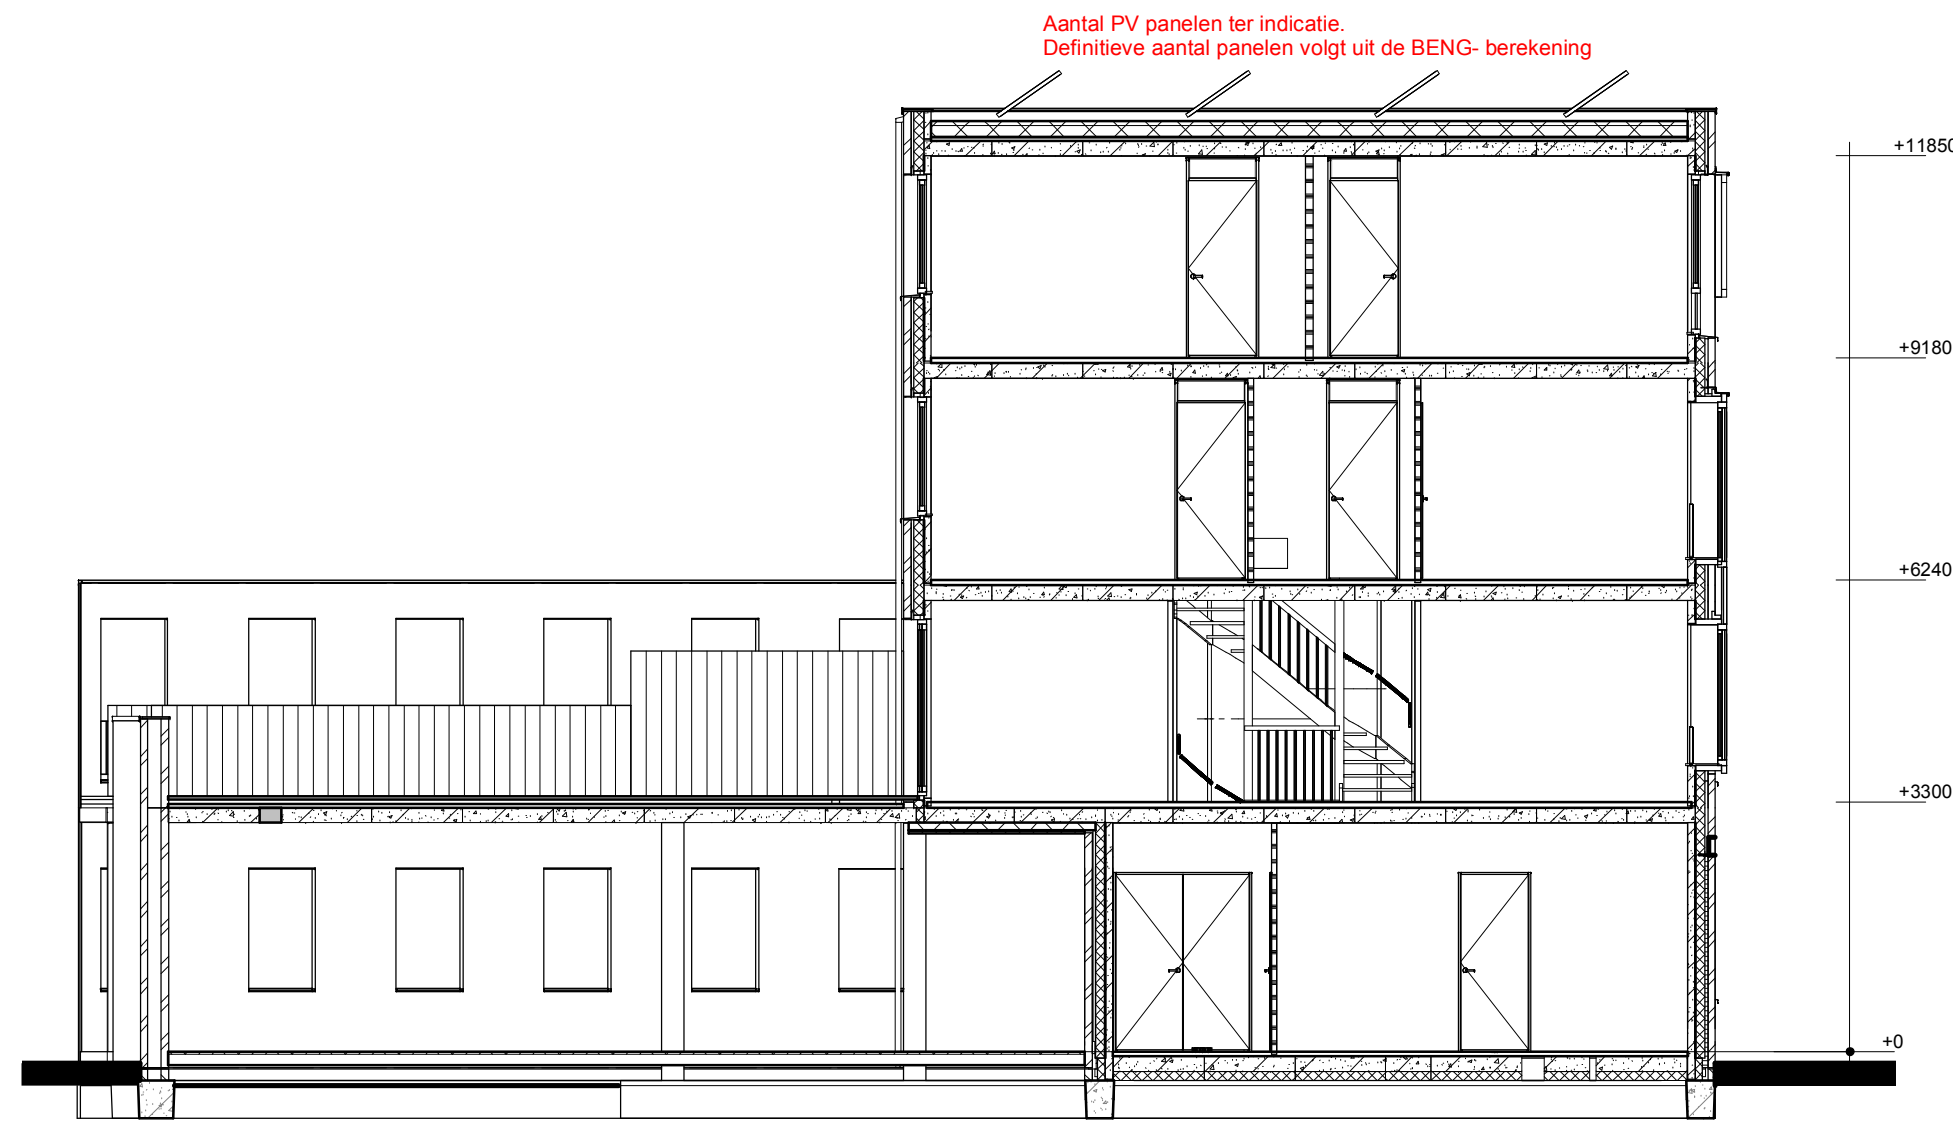 Aantal PV panelen ter indicatie.
Definitieve aantal panelen volgt uit de BENG- berekening
+11850
+9180
+6240
+3300
+0